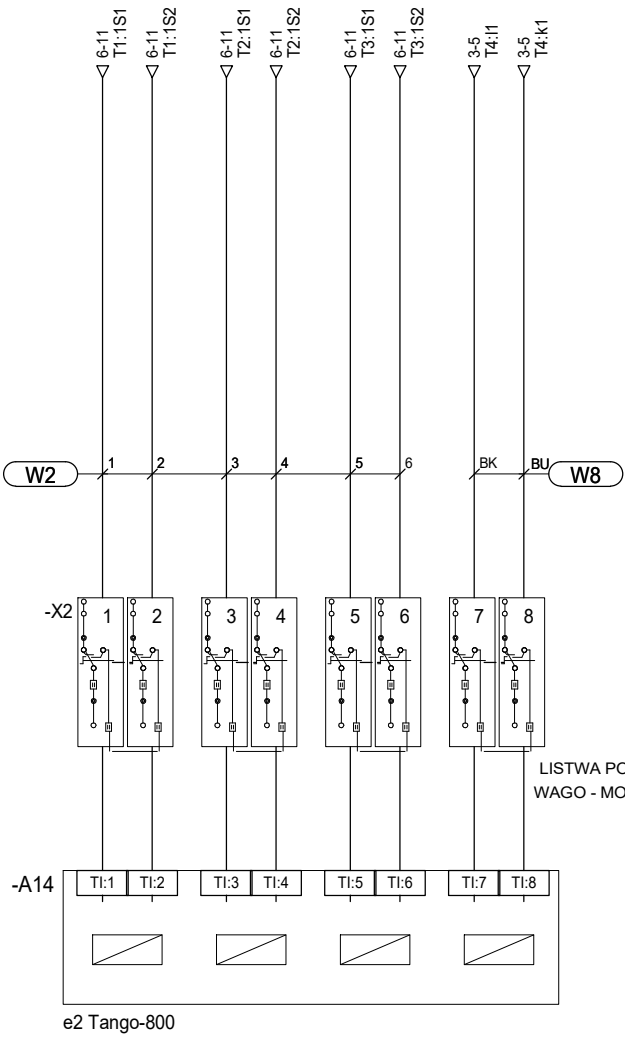 6-11
T1:1S1
6-11
T1:1S2
6-11
T2:1S1
6-11
T2:1S2
6-11
T3:1S1
6-11
T3:1S2
3-5
T4:l1
3-5
T4:k1
W2 1 2 3 4 5 6 BK BU W8
-X2 1 2 3 4 5 6 7 8
LISTWA PO
WAGO - MO
-A14 TI:1 TI:2 TI:3 TI:4 TI:5 TI:6 TI:7 TI:8
e2 Tango-800